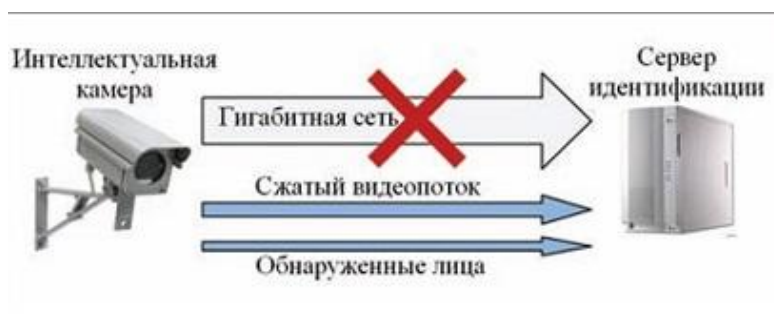 Интеллектуальная
камера
Сервер
идентификации
Гигабитная сеть
Сжатый видеопоток
Обнаруженные лица